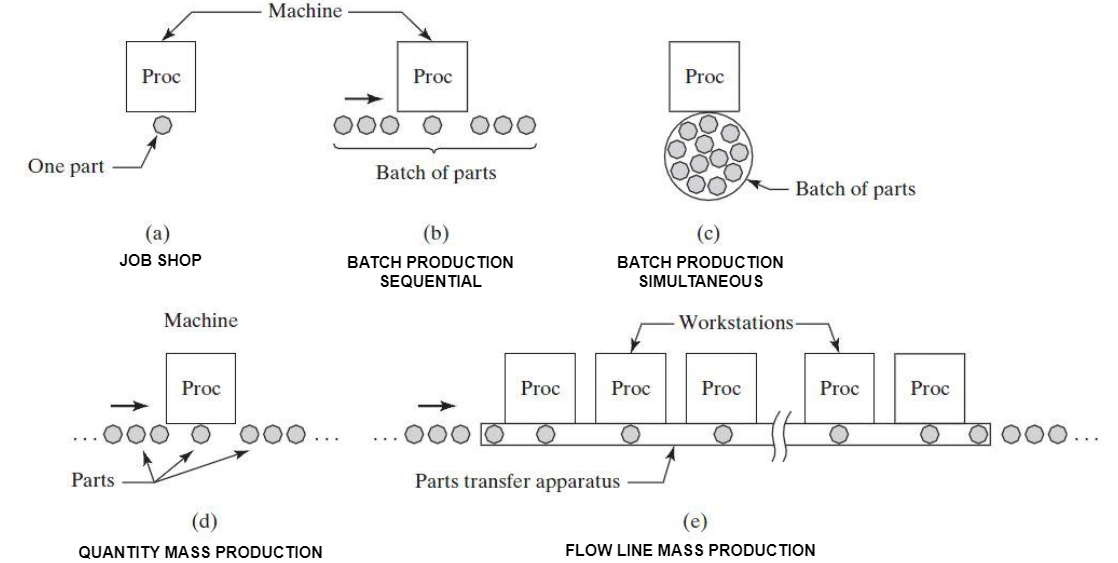 Machine
Proc
Proc
Proc
One part
Batch of parts
Batch of parts
(a)
(b)
(c)
JOB SHOP
BATCH PRODUCTION
SEQUENTIAL
BATCH PRODUCTION
SIMULTANEOUS
Machine
Proc
Parts
(d)
QUANTITY MASS PRODUCTION
Workstations
Proc
Proc
Proc
Proc
Proc
Parts transfer apparatus
(e)
FLOW LINE MASS PRODUCTION